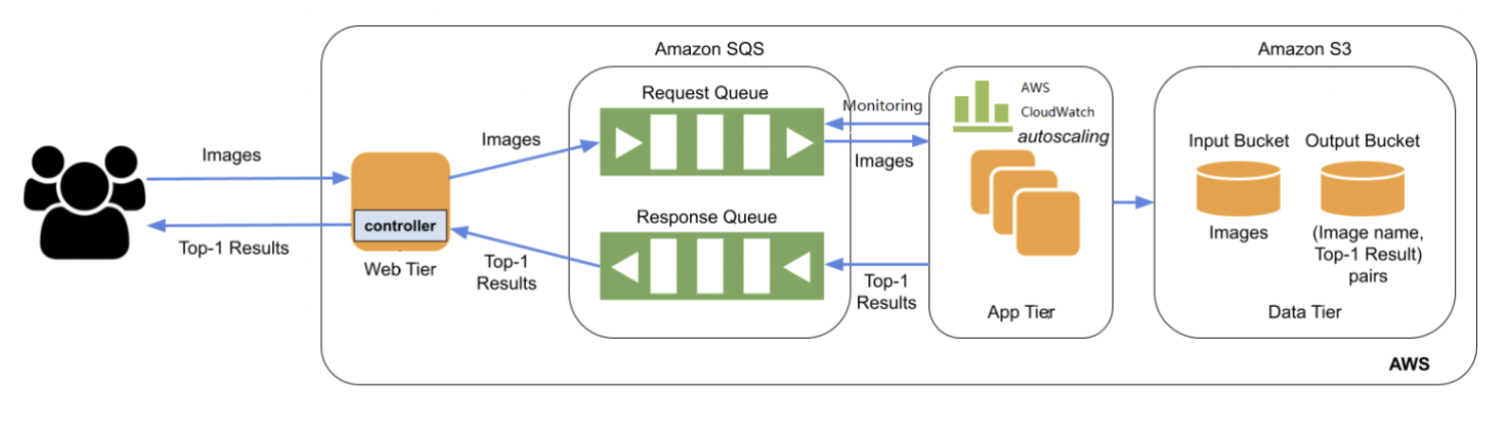 Amazon SQS
Amazon S3
Request Queue
AWS
CloudWatch
autoscaling
Monitoring
Images
Images
Images
Input Bucket
Output Bucket
controller
Top-1 Results
Web Tier
Top-1
Results
Response Queue
Top-1
Results
App Tier
Images
(Image name,
Top-1 Result)
pairs
Data Tier
AWS